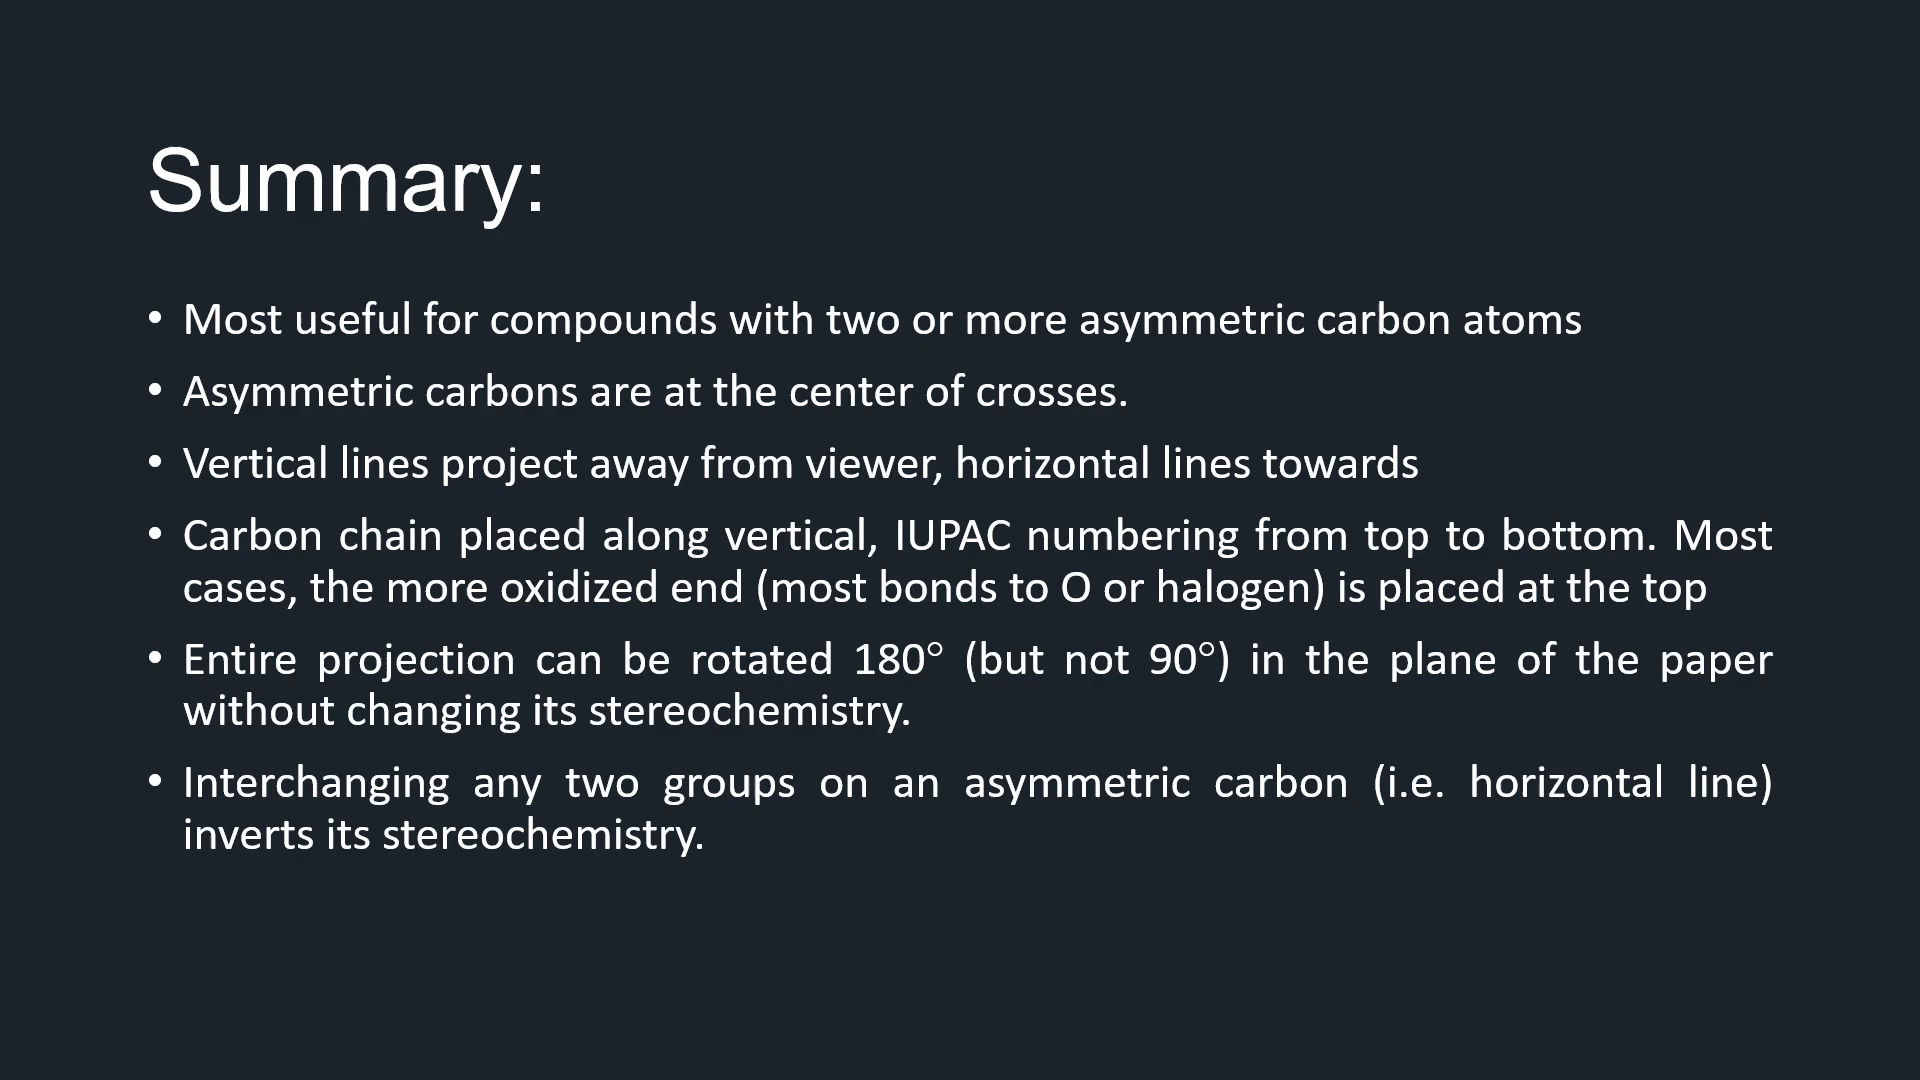 Summary:
• Most useful for compounds with two or more asymmetric carbon atoms
• Asymmetric carbons are at the center of crosses.
• Vertical lines project away from viewer, horizontal lines towards
• Carbon chain placed along vertical, IUPAC numbering from top to bottom. Most
cases, the more oxidized end (most bonds to O or halogen) is placed at the top
• Entire projection can be rotated 180° (but not 90°) in the plane of the paper
without changing its stereochemistry.
• Interchanging any two groups on an asymmetric carbon (i.e. horizontal line)
inverts its stereochemistry.